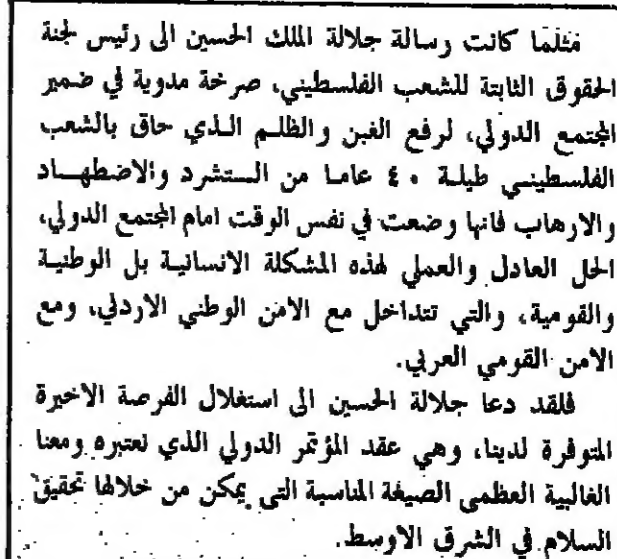 فمثلما كانت رسالة جلالة الملك الحسين الى رئيس لجنة
الحقوق الثابتة للشعب الفلسطيني، صرخة مدوية في ضمير
المجتمع الدولي، لرفع الغبن والظلم الذي حاق بالشعب
الفلسطيني طيلة ٤٠ عاما من التشرد والاضطهاد
والارهاب فانها وضعت في نفس الوقت امام المجتمع الدولي،
الحل العادل والعملي لهذه المشكلة الانسانية بل الوطنية
والقومية، والتي تتداخل مع الامن الوطني الاردني، ومع
الامن القومي العربي.
فلقد دعا جلالة الحسين الى استغلال الفرصة الاخيرة
المتوفرة لدينا، وهي عقد المؤتمر الدولي الذي نعتبره ومعنا
الغالبية العظمى الصيغة المناسبة التي يمكن من خلالها تحقيق
السلام في الشرق الاوسط.